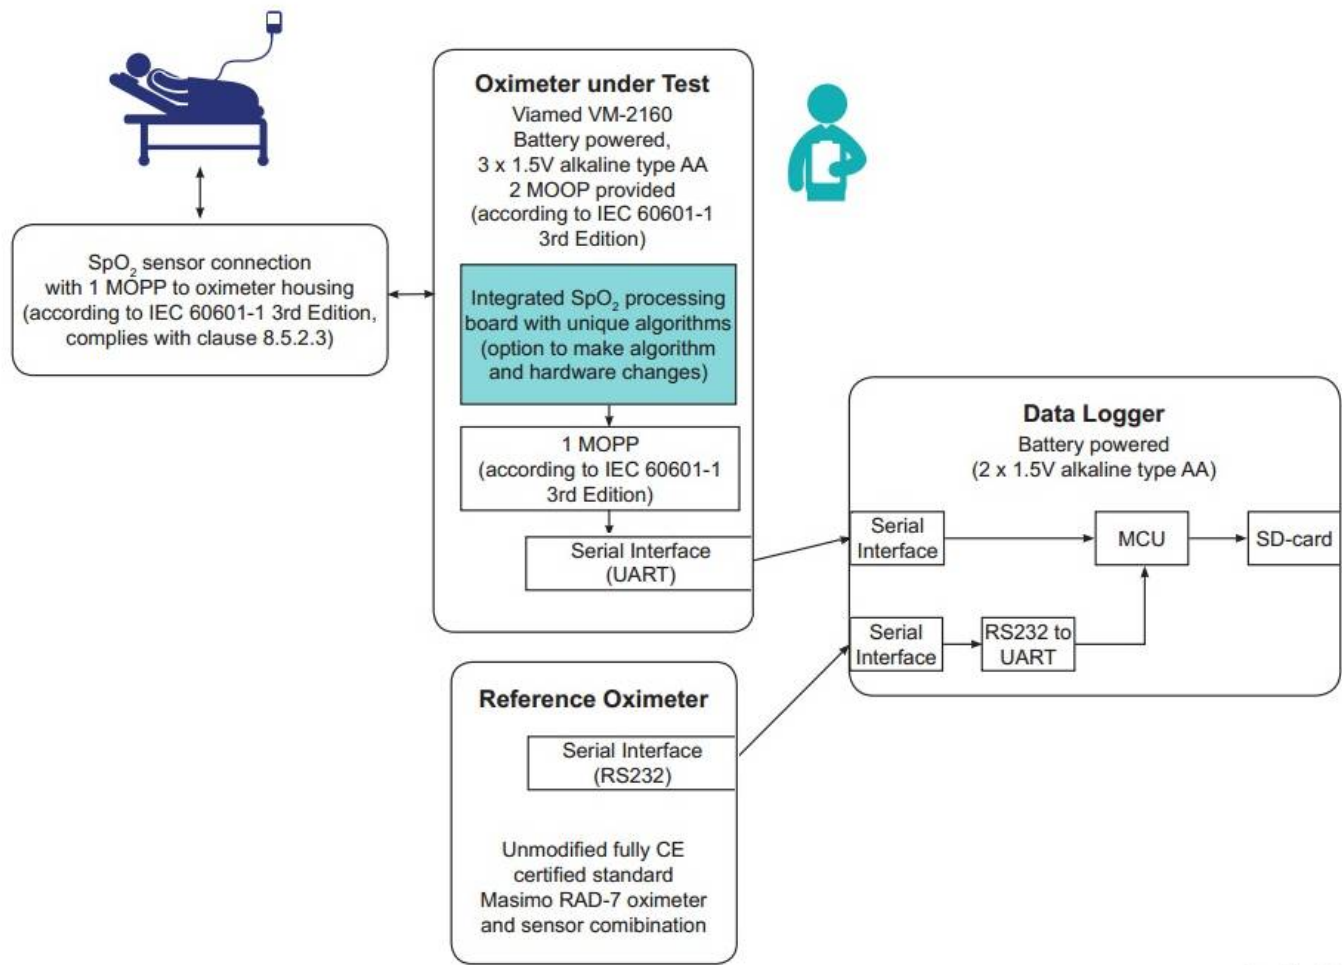 Oximeter under Test
Viamed VM-2160
Battery powered,
3 x 1.5V alkaline type AA
2 MOOP provided
(according to IEC 60601-1
3rd Edition)
SpO₂ sensor connection
with 1 MOPP to oximeter housing
(according to IEC 60601-1 3rd Edition,
complies with clause 8.5.2.3)
Integrated SpO₂ processing
board with unique algorithms
(option to make algorithm
and hardware changes)
1 MOPP
(according to IEC 60601-1
3rd Edition)
Serial Interface
(UART)
Data Logger
Battery powered
(2 x 1.5V alkaline type AA)
Serial
Interface
MCU
SD-card
Serial
Interface
RS232 to
UART
Reference Oximeter
Serial Interface
(RS232)
Unmodified fully CE
certified standard
Masimo RAD-7 oximeter
and sensor combination